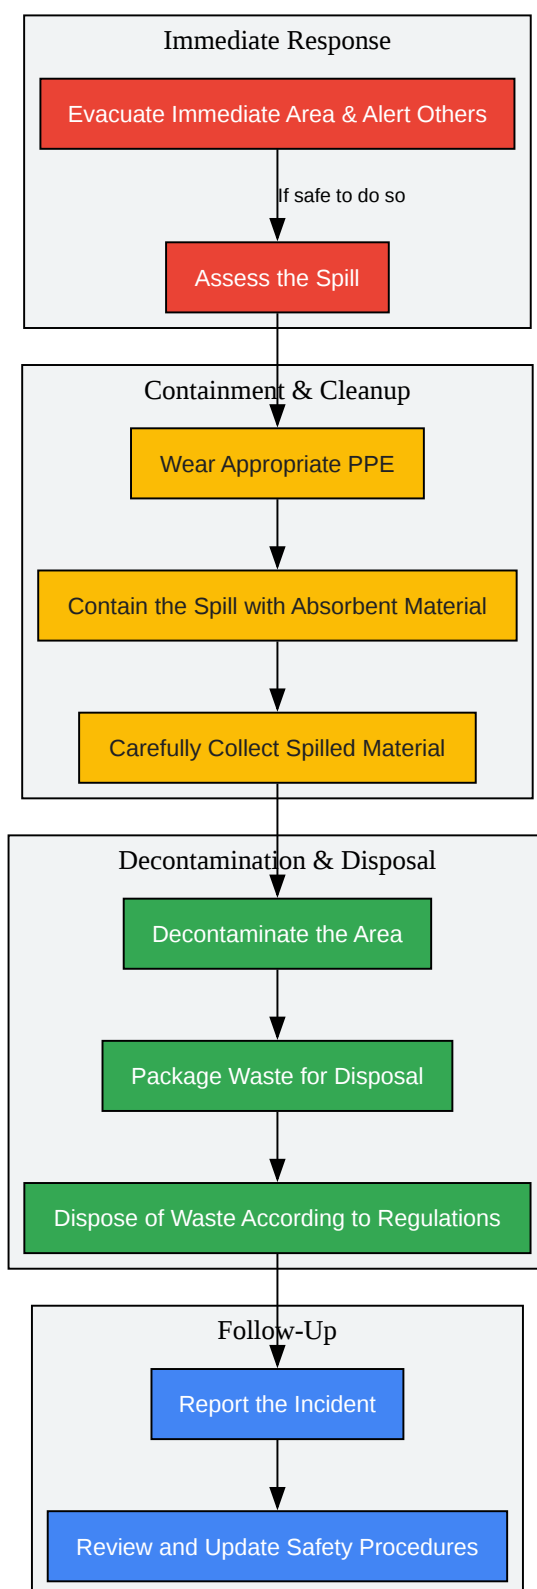 Immediate Response
Evacuate Immediate Area & Alert Others
If safe to do so
Assess the Spill
Containment & Cleanup
Wear Appropriate PPE
Contain the Spill with Absorbent Material
Carefully Collect Spilled Material
Decontamination & Disposal
Decontaminate the Area
Package Waste for Disposal
Dispose of Waste According to Regulations
Follow-Up
Report the Incident
Review and Update Safety Procedures